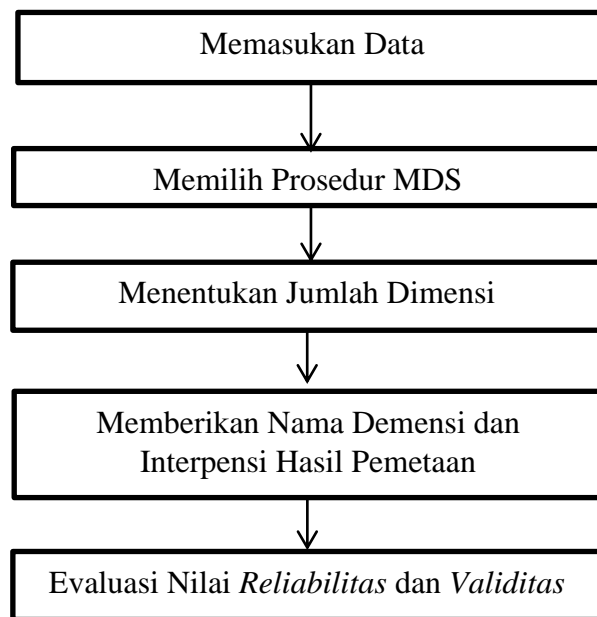 Memasukan Data
Memilih Prosedur MDS
Menentukan Jumlah Dimensi
Memberikan Nama Demensi dan
Interpensi Hasil Pemetaan
Evaluasi Nilai Reliabilitas dan Validitas